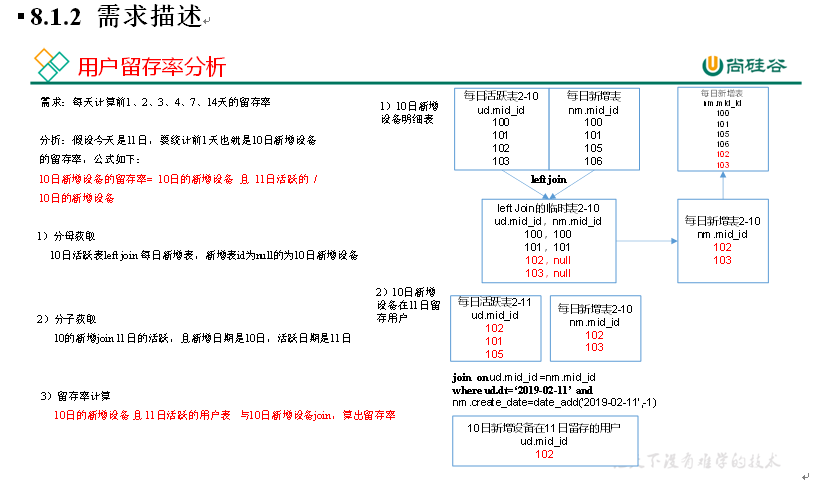 8.1.2 需求描述
用户留存率分析
尚硅谷
需求：每天计算前1、2、3、4、7、14天的留存率
分析：假设今天是11日，要统计前1天也就是10日新增设备
的留存率，公式如下：
10日新增设备的留存率= 10日的新增设备 且 11日活跃的 /
10日的新增设备
1）分母获取
10日活跃表left join 每日新增表，新增表id为null的为10日新增设备
2）分子获取
10的新增join 11日的活跃，且新增日期是10日，活跃日期是11日
3）留存率计算
10日的新增设备 且 11日活跃的用户表 与10日新增设备join，算出留存率
1）10日新增
设备明细表
每日活跃表2-10
ud.mid_id
100
101
102
103
每日新增表
nm.mid_id
100
101
105
106
left join
left Join的临时表2-10
ud.mid_id，nm.mid_id
100，100
101，101
102，null
103，null
每日新增表2-10
nm.mid_id
102
103
每日新增表
nm.mid_id
100
101
105
106
102
103
2）10日新增
设备在11日留
存用户
每日活跃表2-11
ud.mid_id
102
101
105
每日新增表2-10
nm.mid_id
102
103
join on ud.mid_id =nm.mid_id
where ud.dt=‘2019-02-11’ and
nm.create_date=date_add('2019-02-11',-1)
10日新增设备在11日留存的用户
ud.mid_id
102
下没有难学的技术